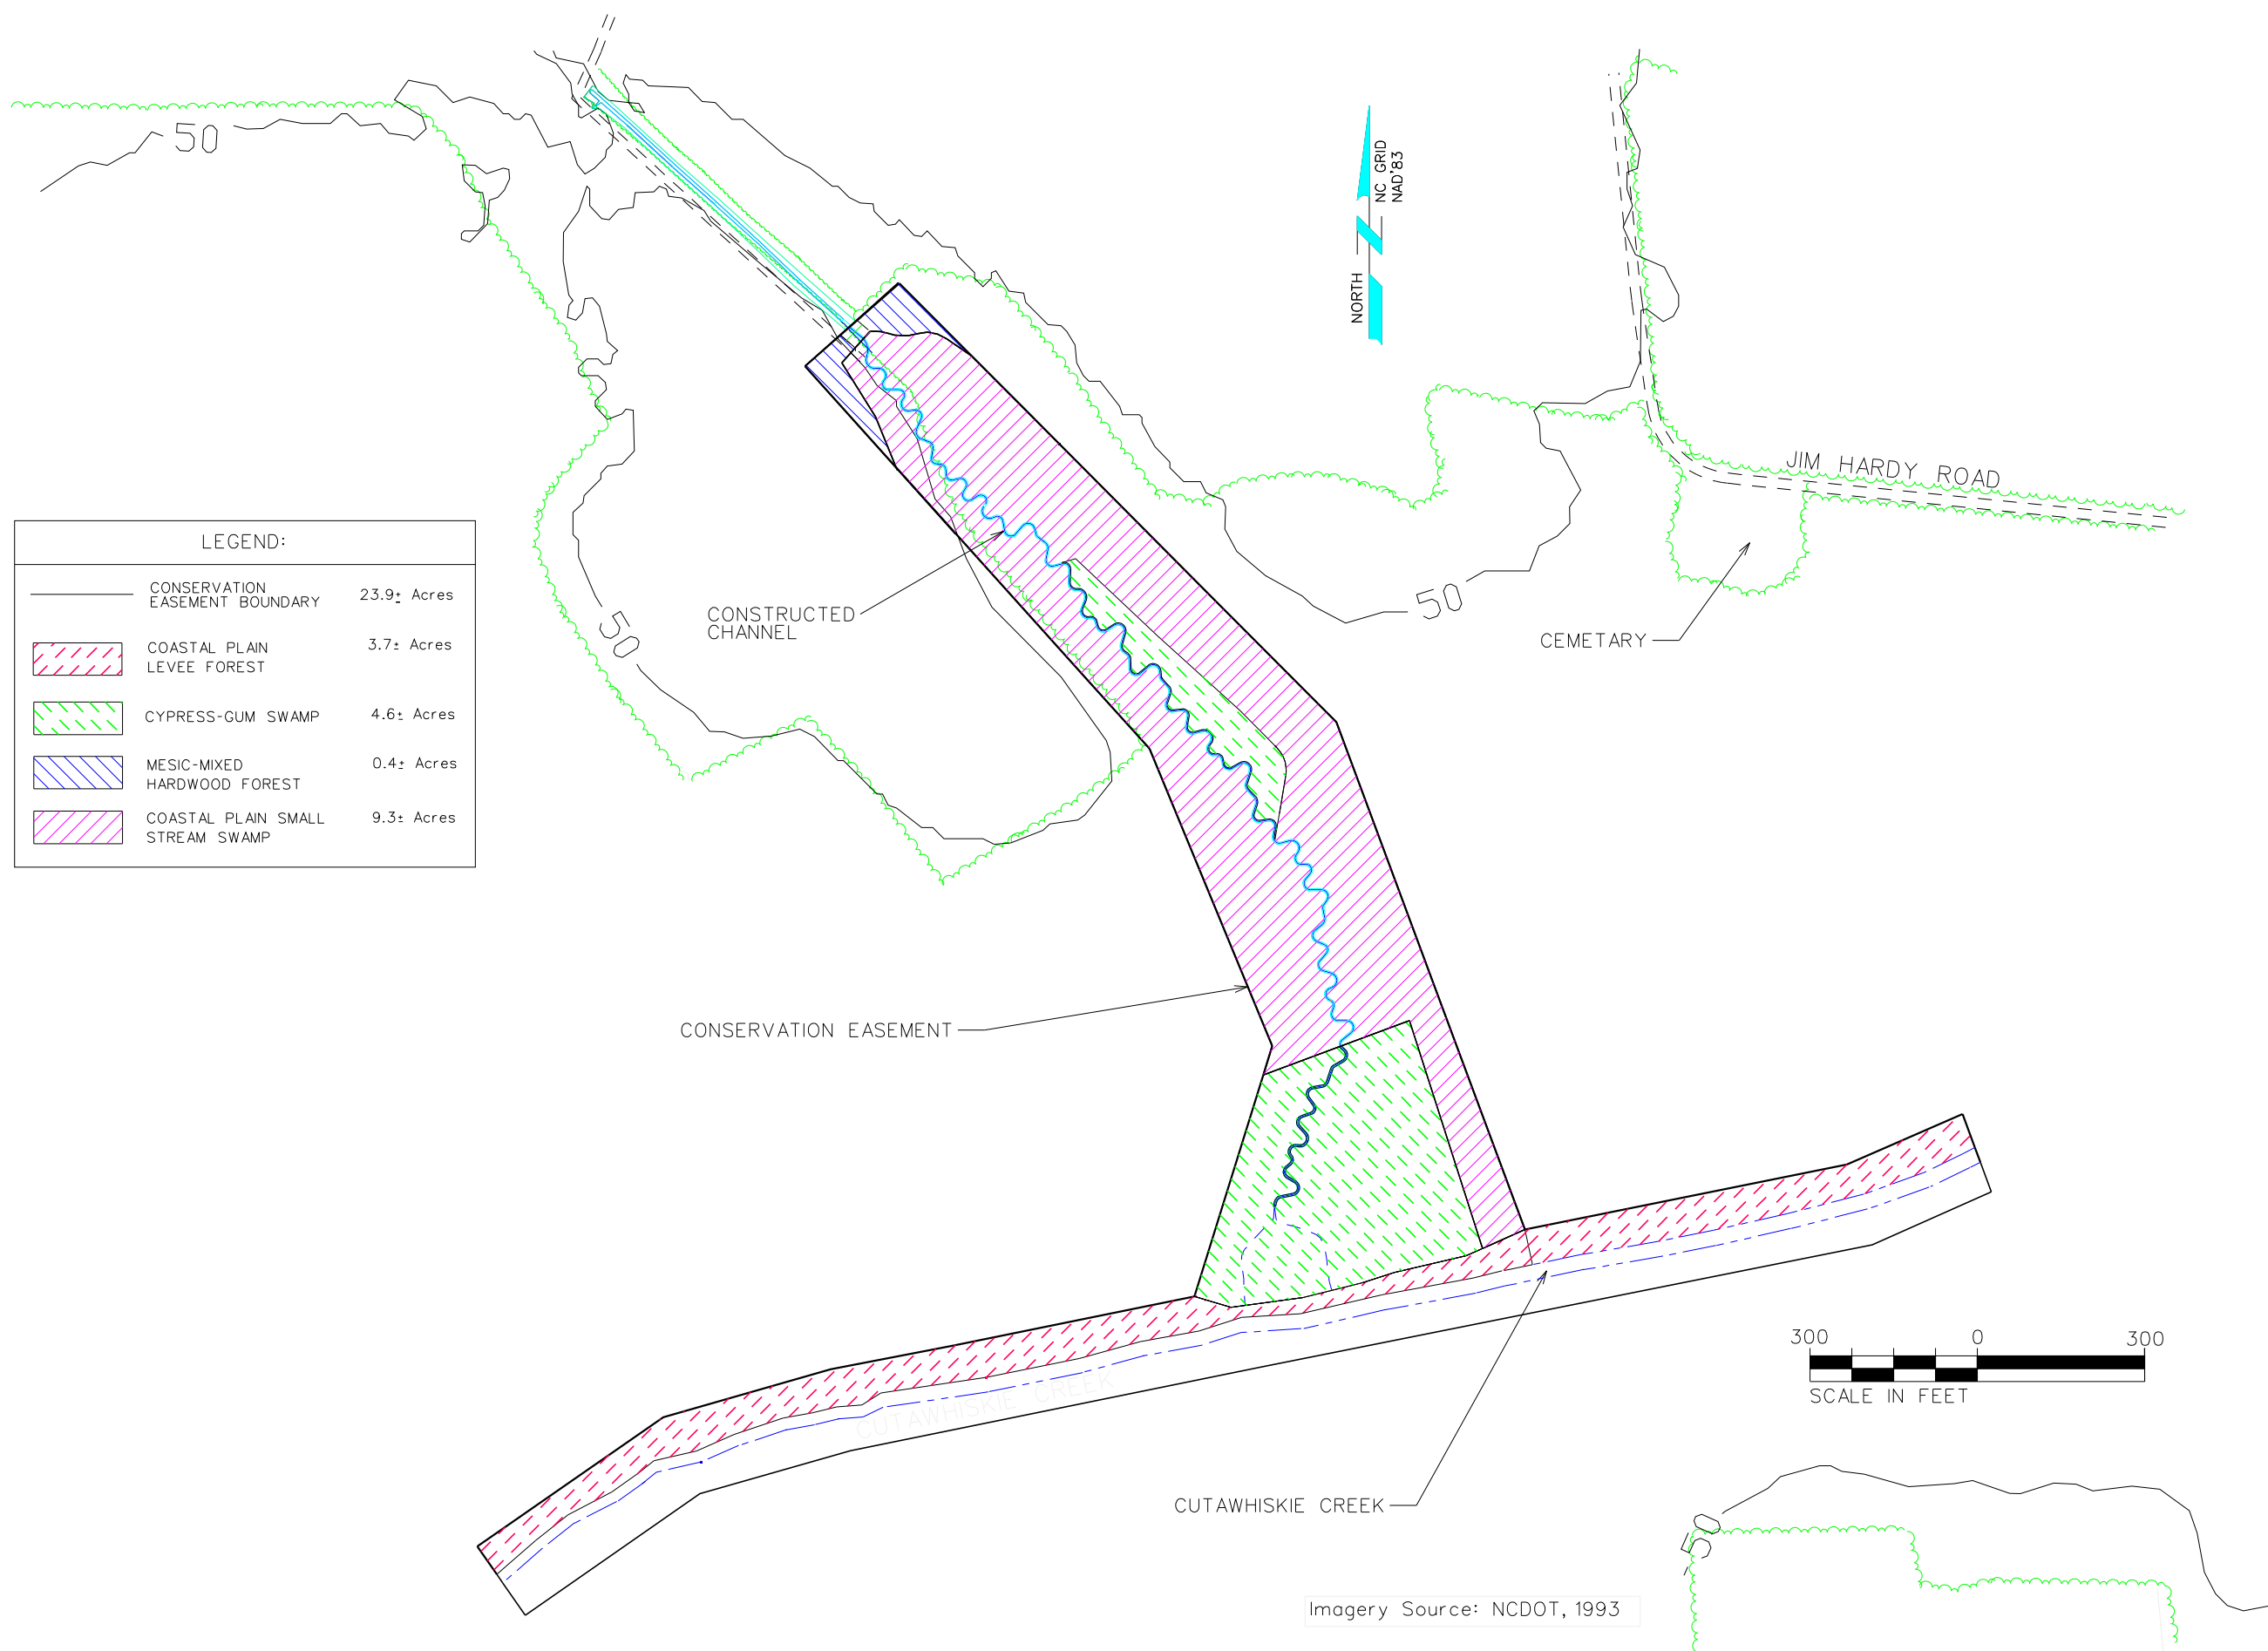 50
NORTH
NC GRID
NAD'83
JIM HARDY ROAD
LEGEND:
CONSERVATION
EASEMENT BOUNDARY 23.9± Acres
COASTAL PLAIN
LEVEE FOREST
3.7± Acres
CYPRESS-GUM SWAMP 4.6± Acres
MESIC-MIXED
HARDWOOD FOREST
0.4± Acres
COASTAL PLAIN SMALL
STREAM SWAMP
9.3± Acres
50
CONSTRUCTED
CHANNEL
50
CEMETARY
CONSERVATION EASEMENT
300 0 300
SCALE IN FEET
CUTAWHISKIE CREEK
CUTAWHISKIE CREEK
50
Imagery Source: NCDOT, 1993